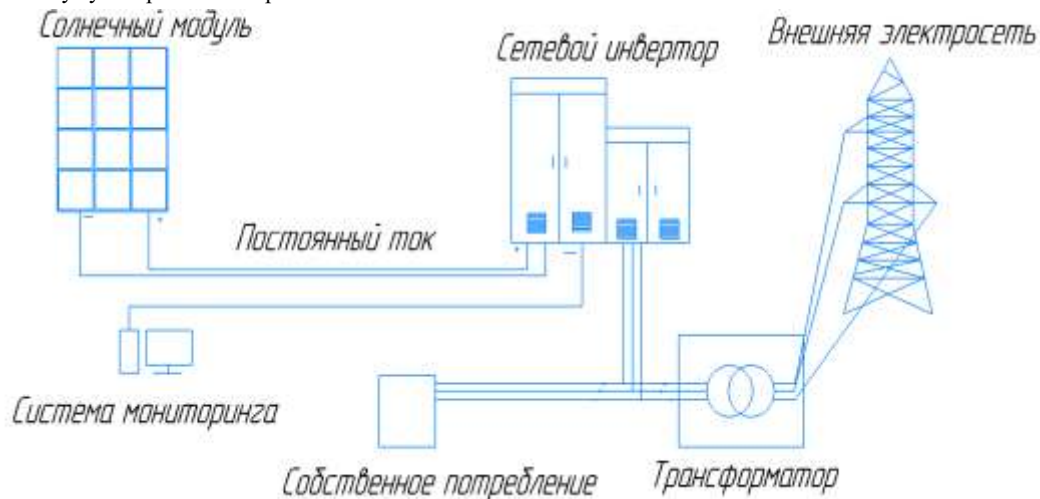 Солнечный модуль
Сетевой инвертор
Внешняя электросеть
Постоянный ток
Система мониторинга
Собственное потребление
Трансформатор